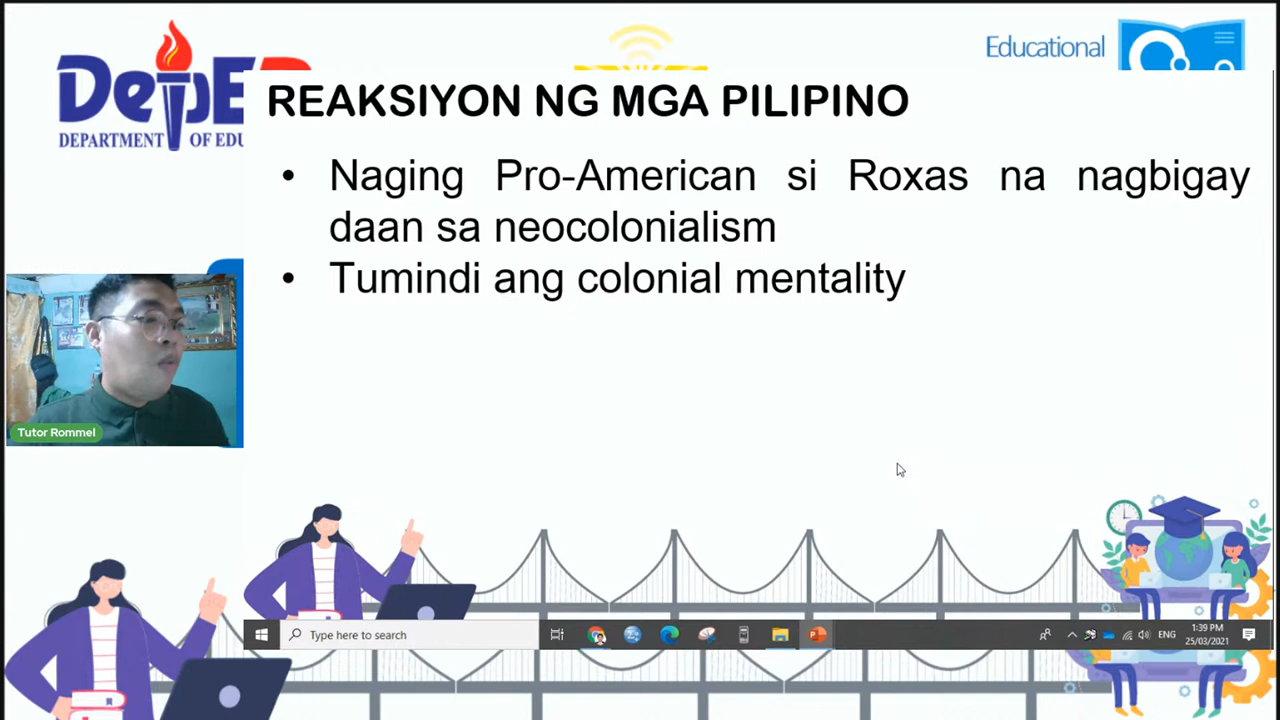 DepED
DEPARTMENT OF EDU
Educational
REAKSIYON NG MGA PILIPINO
• Naging Pro-American si Roxas na nagbigay
daan sa neocolonialism
• Tumindi ang colonial mentality
Tutor Rommel
Type here to search
ENG
1:39 PM
25/03/2021